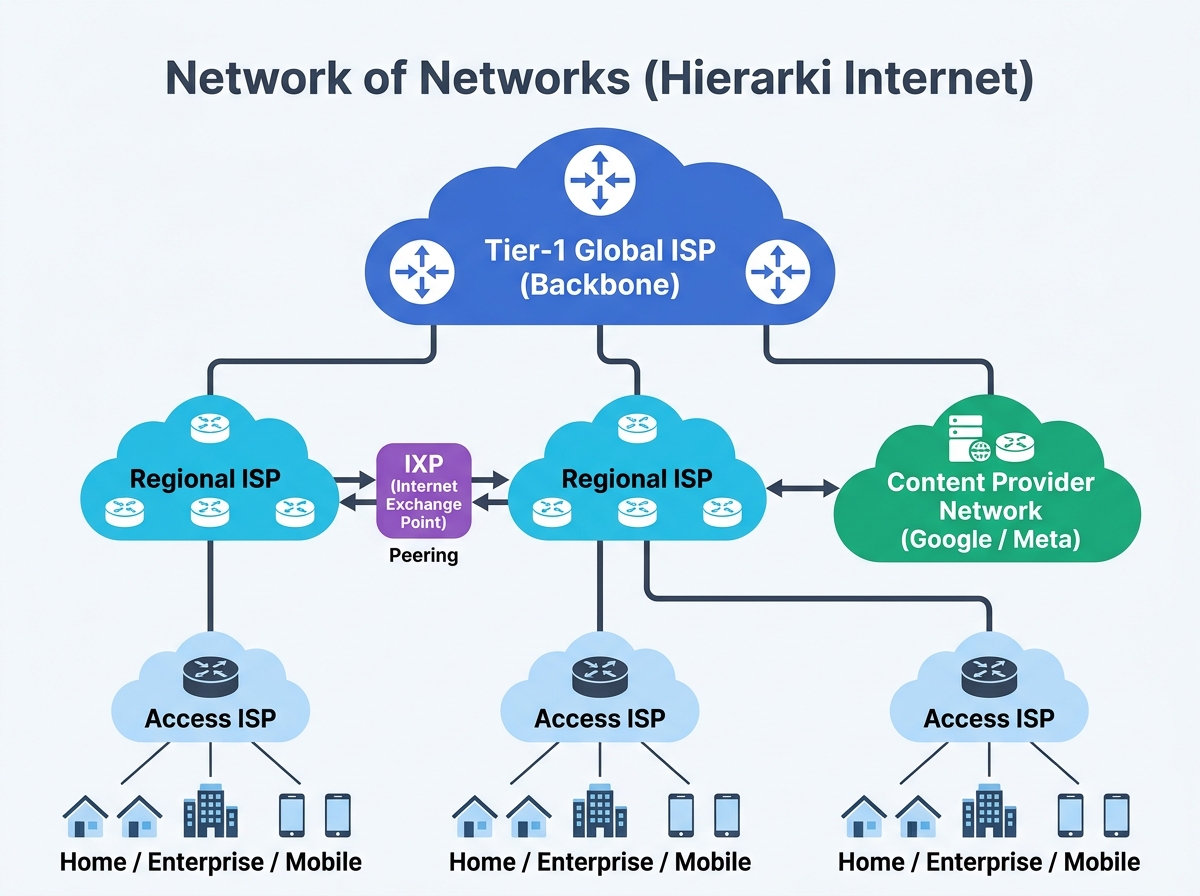 Network of Networks (Hierarki Internet)
Tier-1 Global ISP
(Backbone)
Regional ISP
IXP
(Internet
Exchange
Point)
Peering
Regional ISP
Content Provider
Network
(Google / Meta)
Access ISP
Access ISP
Access ISP
Home / Enterprise / Mobile
Home / Enterprise / Mobile
Home / Enterprise / Mobile